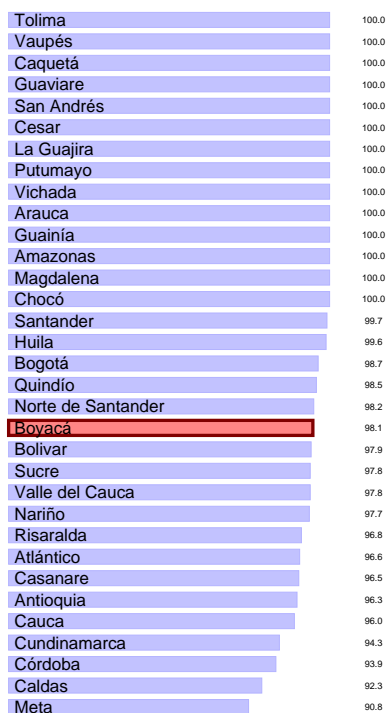 Tolima 100.0
Vaupés 100.0
Caquetá 100.0
Guaviare 100.0
San Andrés 100.0
Cesar 100.0
La Guajira 100.0
Putumayo 100.0
Vichada 100.0
Arauca 100.0
Guainía 100.0
Amazonas 100.0
Magdalena 100.0
Chocó 100.0
Santander 99.7
Huila 99.6
Bogotá 98.7
Quindío 98.5
Norte de Santander 98.2
Boyacá 98.1
Bolivar 97.9
Sucre 97.8
Valle del Cauca 97.8
Nariño 97.7
Risaralda 96.8
Atlántico 96.6
Casanare 96.5
Antioquia 96.3
Cauca 96.0
Cundinamarca 94.3
Córdoba 93.9
Caldas 92.3
Meta 90.8